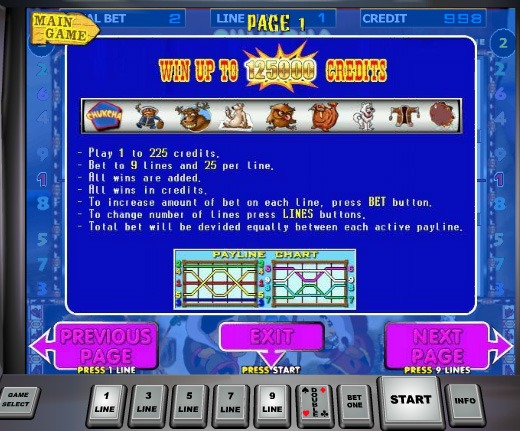 MAIN GAME
TOTAL BET 2 LINE 1 CREDIT 998
PAGE 1
2
WIN UP TO 125000 CREDITS
CHUKCHA
- Play 1 to 225 credits.
- Bet to 9 lines and 25 per line.
- All wins are added.
- All wins in credits.
- To increase amount of bet on each line, press BET button.
- To change number of lines press LINES buttons.
- Total bet will be devided equally between each active payline.
PAYLINE CHART
PREVIOUS PAGE
EXIT
NEXT PAGE
PRESS 1 LINE
PRESS START
PRESS 9 LINES
GAME SELECT
1 LINE
3 LINE
5 LINE
7 LINE
9 LINE
DOUBLE
BET ONE
START
INFO